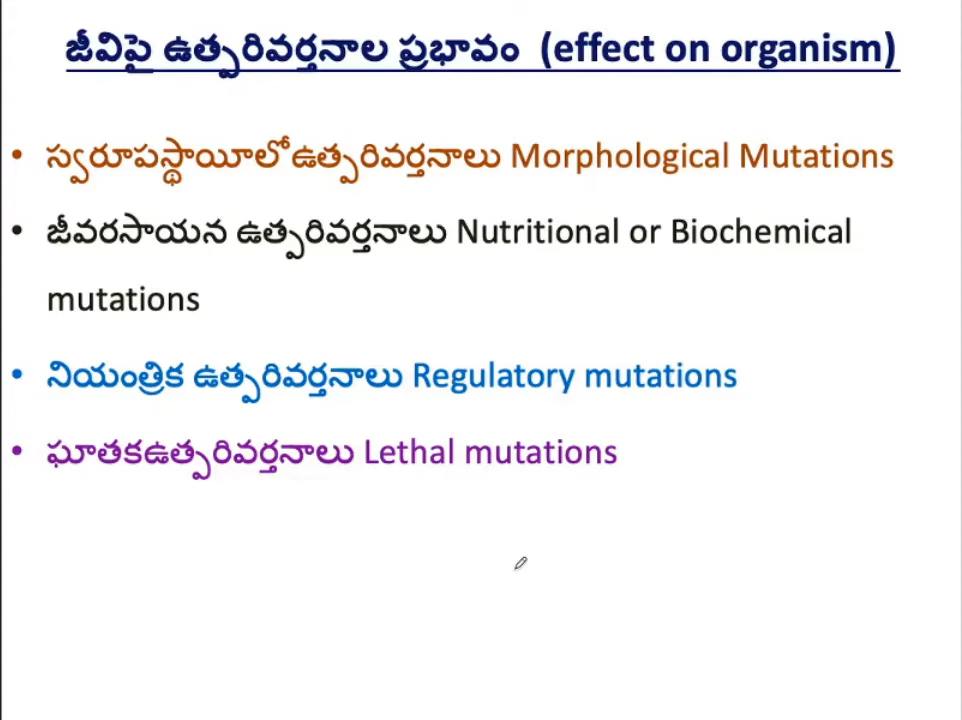 జీవిపై ఉత్పరివర్తనాల ప్రభావం (effect on organism)
• స్వరూపస్థాయీలోఉత్పరివర్తనాలు Morphological Mutations
• జీవరసాయన ఉత్పరివర్తనాలు Nutritional or Biochemical
mutations
• నియంత్రిక ఉత్పరివర్తనాలు Regulatory mutations
• ఘాతకఉత్పరివర్తనాలు Lethal mutations